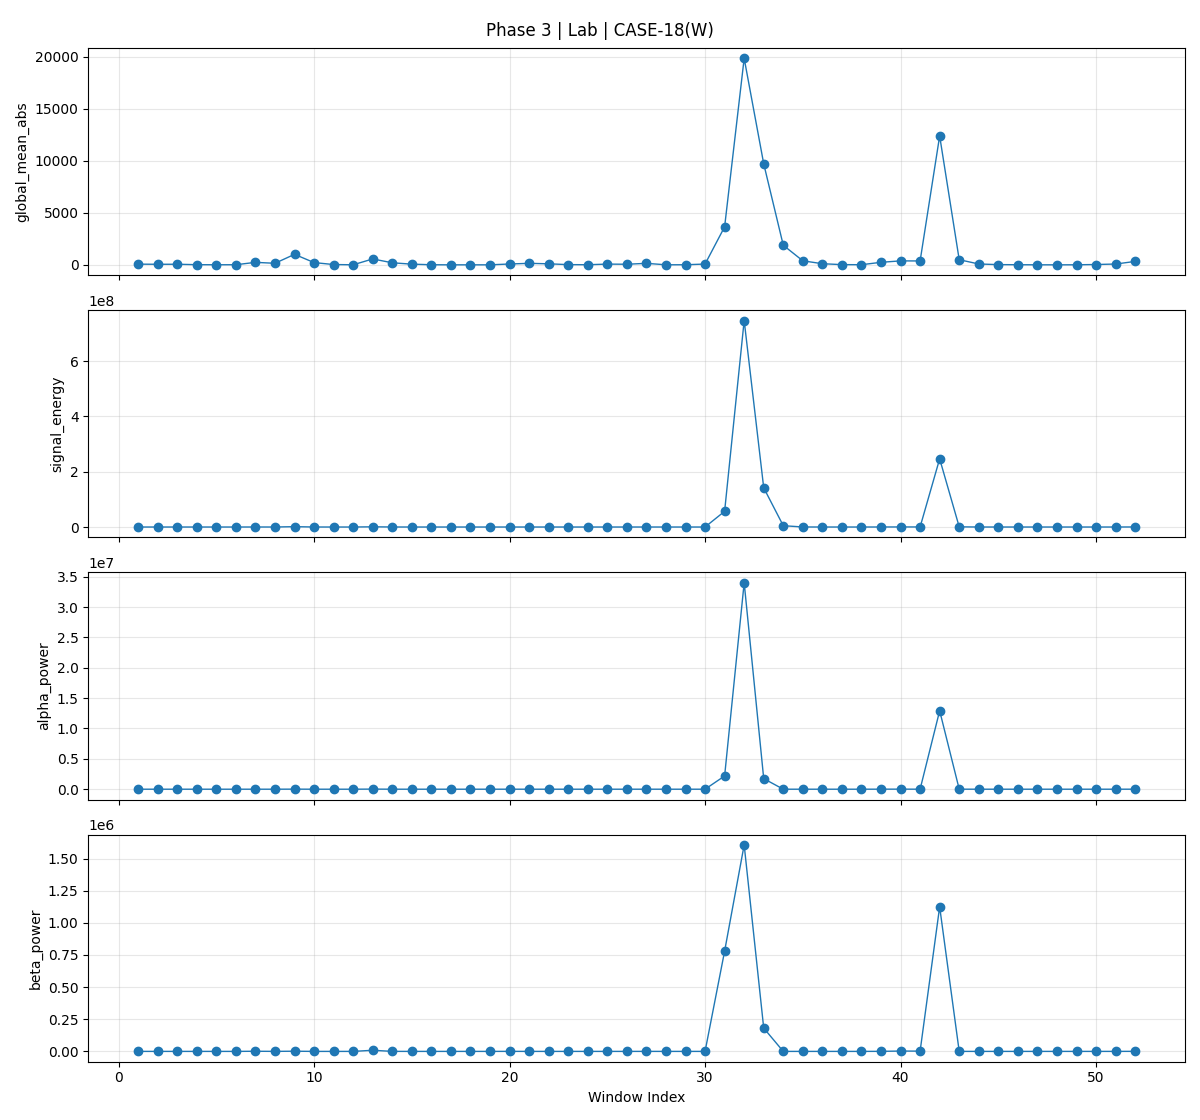 Phase 3 | Lab | CASE-18(W)
20000
15000
10000
5000
0
global_mean_abs
1e8
6
4
2
0
signal_energy
1e7
3.5
3.0
2.5
2.0
1.5
1.0
0.5
0.0
alpha_power
1e6
1.50
1.25
1.00
0.75
0.50
0.25
0.00
beta_power
0 10 20 30 40 50
Window Index